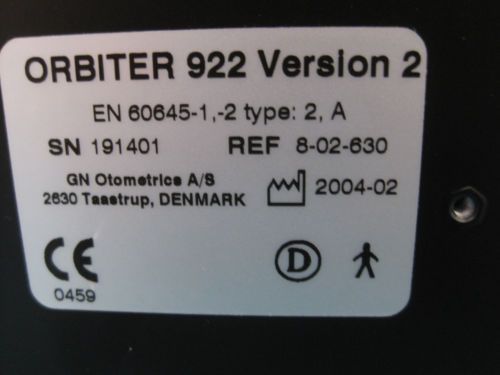 ORBITER 922 Version 2
EN 60645-1,-2 type: 2, A
SN 191401 REF 8-02-630
GN Otometrics A/S
2630 Taastrup, DENMARK
2004-02
CE
0459
D